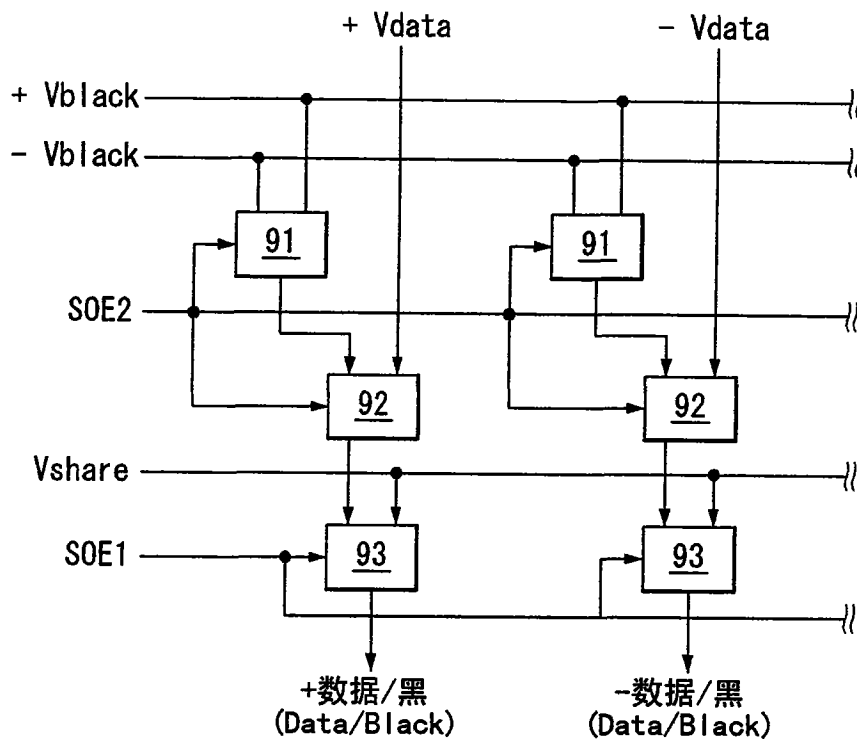 + Vdata
- Vdata
+ Vblack
- Vblack
91
91
SOE2
92
92
Vshare
SOE1
93
93
+数据/黑
(Data/Black)
-数据/黑
(Data/Black)